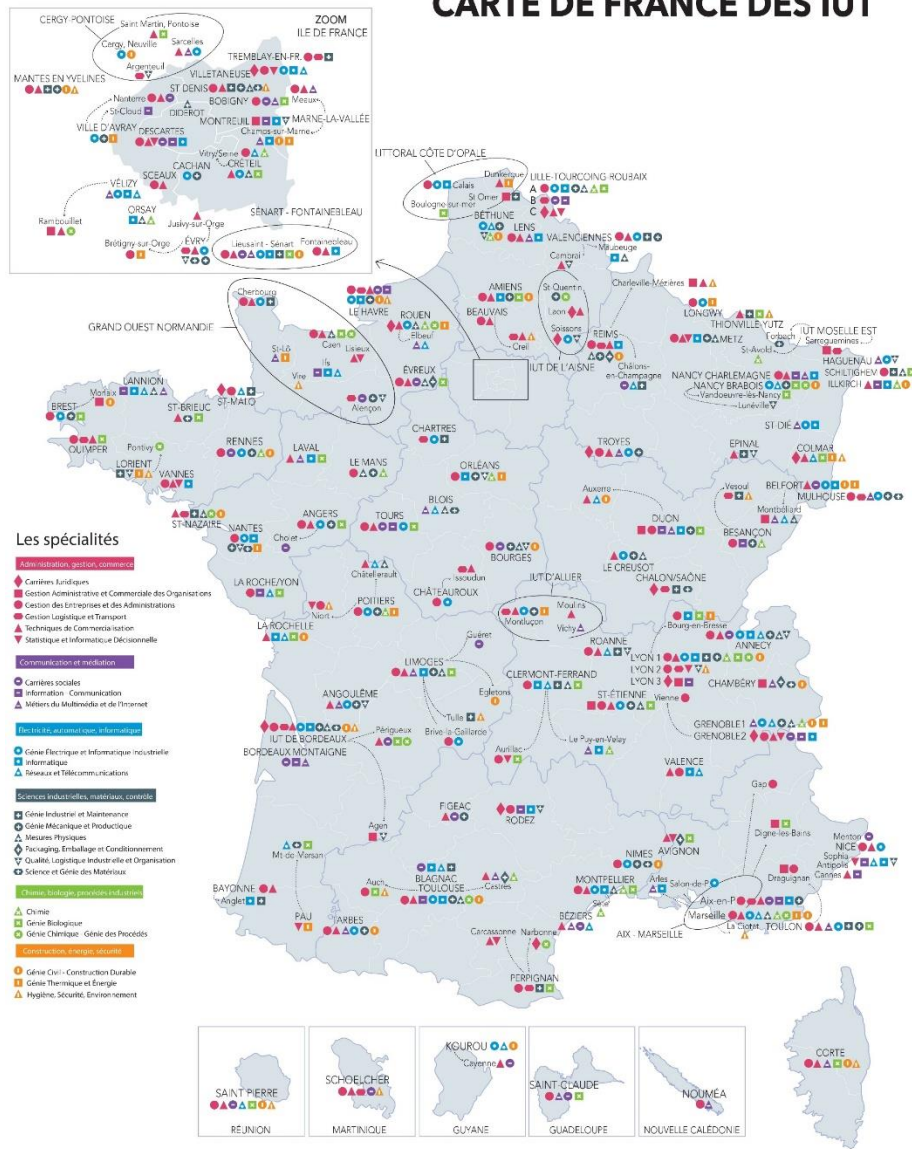 CARTE DE FRANCE DES IUT
ZOOM
ILE DE FRANCE
CERGY-PONTOISE
Saint Martin, Pontoise
Cergy, Neuville
Sarcelles
Argenteuil
TREMBLAY-EN-FR.
MANTES EN YVELINES
VILLETANEUSE
ST DENIS
Nanterre
BOBIGNY
Meaux
St-Cloud
DIDEROT
MONTREUIL
MARNE-LA-VALLÉE
VILLE D'AVRAY
DESCARTES
Champs-sur-Marne
Vitry/Seine
CACHAN
CRÉTEIL
SCEAUX
VÉLIZY
ORSAY
Rambouillet
Juvisy-sur-Orge
SÉNART - FONTAINEBLEAU
Brétigny-sur-Orge
ÉVRY
Lieusaint - Sénart
Fontainebleau
LITTORAL CÔTE D'OPALE
Dunkerque
LILLE-TOURCOING-ROUBAIX
Calais
A
B
C
St Omer
Boulogne-sur-mer
BÉTHUNE
LENS
VALENCIENNES
Maubeuge
Cambrai
Charleville-Mézières
Cherbourg
LE HAVRE
AMIENS
St-Quentin
BEAUVAIS
Laon
LONGWY
GRAND OUEST NORMANDIE
ROUEN
Soissons
REIMS
THIONVILLE-YUTZ
METZ
Forbach
IUT MOSELLE EST
Sarreguemines
St-Avold
Caen
Lisieux
Elbeuf
Creil
IUT DE L'AISNE
Châlons-
en-Champagne
HAGUENAU
SCHILTIGHEM
ILLKIRCH
St-Lô
Ifs
Vire
ÉVREUX
NANCY CHARLEMAGNE
NANCY BRABOIS
Vandoeuvre-lès-Nancy
Lunéville
Alençon
LANNION
Morlaix
BREST
ST-BRIEUC
ST-MALO
CHARTRES
ST-DIÉ
QUIMPER
Pontivy
RENNES
LAVAL
LE MANS
ORLÉANS
TROYES
EPINAL
COLMAR
LORIENT
VANNES
Auxerre
Vesoul
BELFORT
MULHOUSE
BLOIS
Montbéliard
ST-NAZAIRE
ANGERS
TOURS
DIJON
BESANÇON
NANTES
Cholet
BOURGES
LE CREUSOT
Châtellerault
Issoudun
IUT D'ALLIER
CHALON/SAÔNE
LA ROCHE/YON
POITIERS
CHÂTEAUROUX
Moulins
Niort
Montluçon
Vichy
Bourg-en-Bresse
LA ROCHELLE
Guéret
ROANNE
ANNECY
LYON 1
LYON 2
LYON 3
LIMOGES
CLERMONT-FERRAND
CHAMBÉRY
ANGOULÊME
Egletons
ST-ÉTIENNE
Vienne
Tulle
GRENOBLE1
GRENOBLE2
IUT DE BORDEAUX
Périgueux
Brive-la-Gaillarde
Le Puy-en-Velay
BORDEAUX MONTAIGNE
Aurillac
VALENCE
Gap
FIGEAC
RODEZ
Agen
Digne-les-Bains
Menton
AVIGNON
NICE
Mt-de-Marsan
NIMES
Sophia
Antipolis
Arles
Draguignan
Cannes
BLAGNAC
TOULOUSE
Castres
MONTPELLIER
Salon-de-P
Auch
BAYONNE
Anglet
Sète
Aix-en-P
BÉZIERS
Marseille
PAU
TARBES
La Ciotat
TOULON
AIX - MARSEILLE
Carcassonne
Narbonne
PERPIGNAN
CORTE
Les spécialités
Administration, gestion, commerce
Carrières Juridiques
Gestion Administrative et Commerciale des Organisations
Gestion des Entreprises et des Administrations
Gestion Logistique et Transport
Techniques de Commercialisation
Statistique et Informatique Décisionnelle
Communication et médiation
Carrières sociales
Information - Communication
Métiers du Multimédia et de l'Internet
Électricité, automatique, informatique
Génie Electrique et Informatique Industrielle
Informatique
Réseaux et Télécommunications
Sciences industrielles, matériaux, contrôle
Génie Industriel et Maintenance
Génie Mécanique et Productique
Mesures Physiques
Packaging, Emballage et Conditionnement
Qualité, Logistique Industrielle et Organisation
Science et Génie des Matériaux
Chimie, biologie, procédés industriels
Chimie
Génie Biologique
Génie Chimique - Génie des Procédés
Construction, énergie, sécurité
Génie Civil - Construction Durable
Génie Thermique et Énergie
Hygiène, Sécurité, Environnement
SAINT PIERRE
RÉUNION
SCHOELCHER
MARTINIQUE
KOUROU
Cayenne
GUYANE
SAINT-CLAUDE
GUADELOUPE
NOUMÉA
NOUVELLE CALÉDONIE